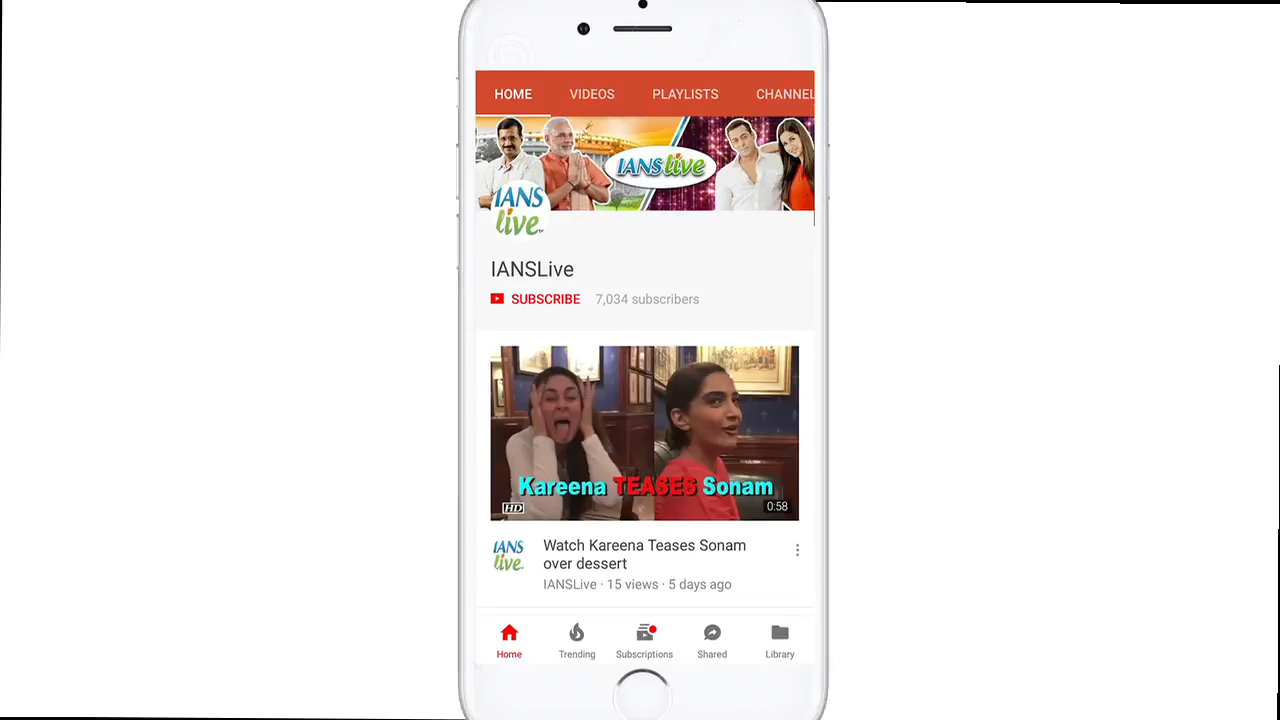 HOME VIDEOS PLAYLISTS CHANNEL
IANSlive
IANS
live
IANSLive
SUBSCRIBE 7,034 subscribers
Kareena TEASES Sonam
HD 0:58
IANS
live
Watch Kareena Teases Sonam
over dessert
IANSLive · 15 views · 5 days ago
Home Trending Subscriptions Shared Library